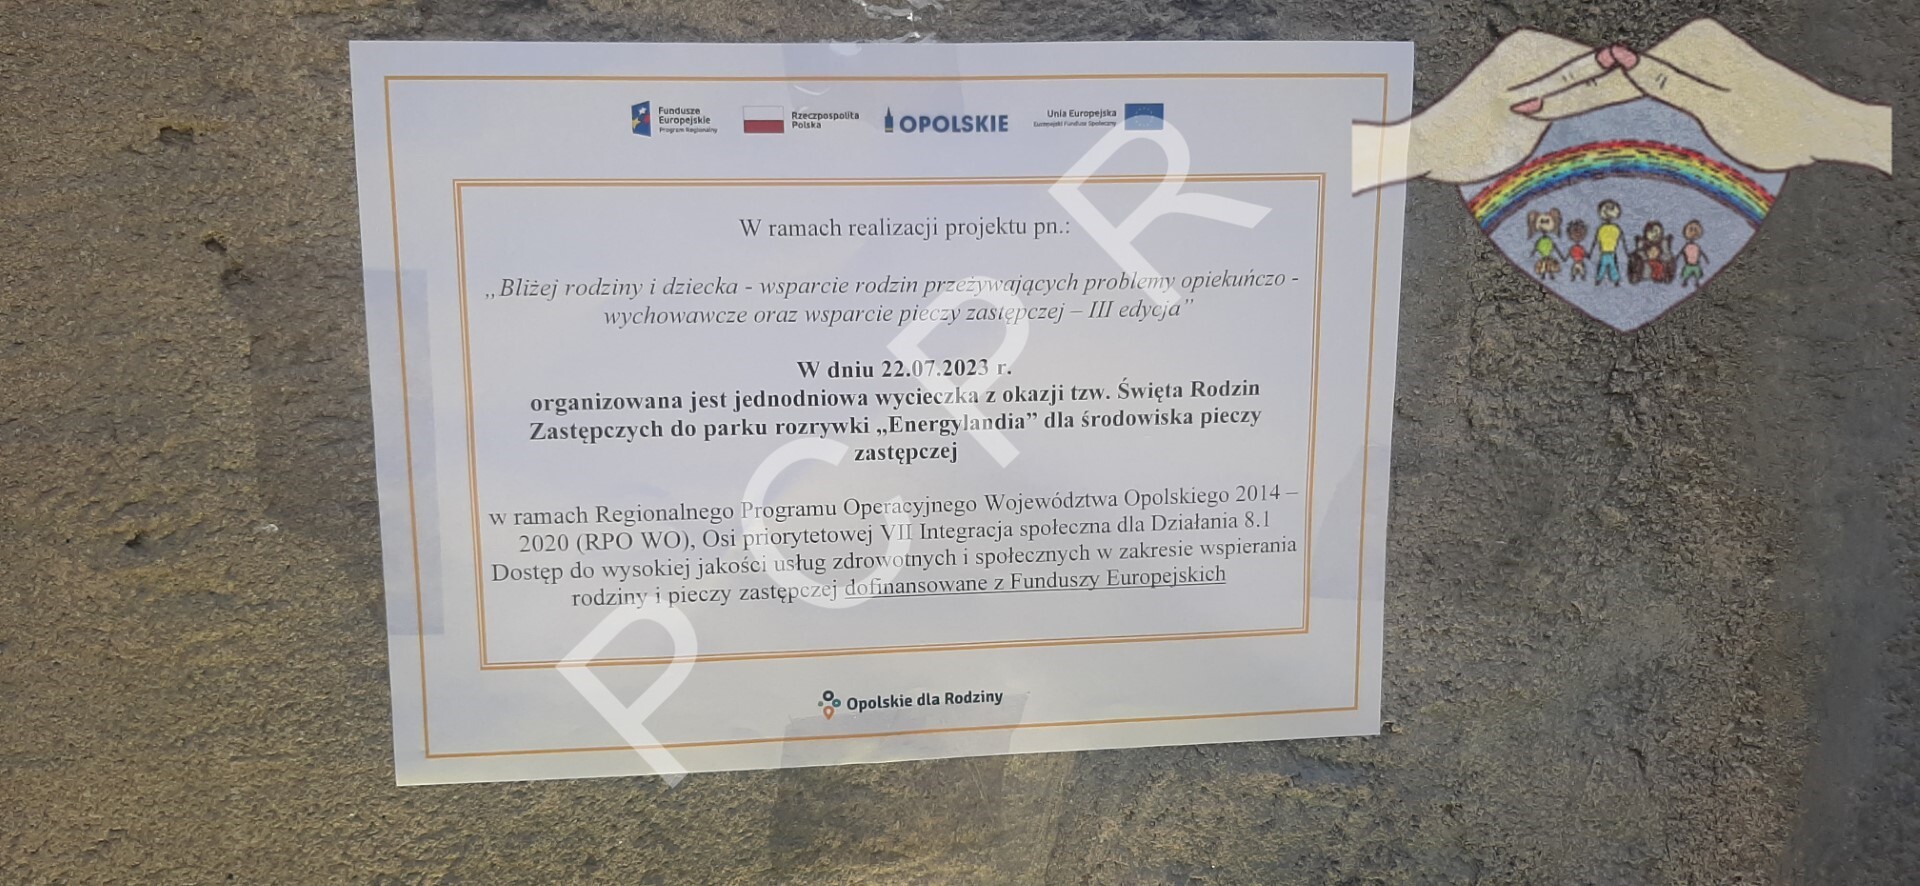 Fundusze
Europejskie
Program Regionalny
Rzeczpospolita
Polska
OPOLSKIE
Unia Europejska
Europejski Fundusz Społeczny
W ramach realizacji projektu pn.:
„Bliżej rodziny i dziecka - wsparcie rodzin przeżywających problemy opiekuńczo -
wychowawcze oraz wsparcie pieczy zastępczej – III edycja”
W dniu 22.07.2023 r.
organizowana jest jednodniowa wycieczka z okazji tzw. Święta Rodzin
Zastępczych do parku rozrywki „Energylandia” dla środowiska pieczy
zastępczej
w ramach Regionalnego Programu Operacyjnego Województwa Opolskiego 2014 –
2020 (RPO WO), Osi priorytetowej VII Integracja społeczna dla Działania 8.1
Dostęp do wysokiej jakości usług zdrowotnych i społecznych w zakresie wspierania
rodziny i pieczy zastępczej dofinansowane z Funduszy Europejskich
Opolskie dla Rodziny
PCPR